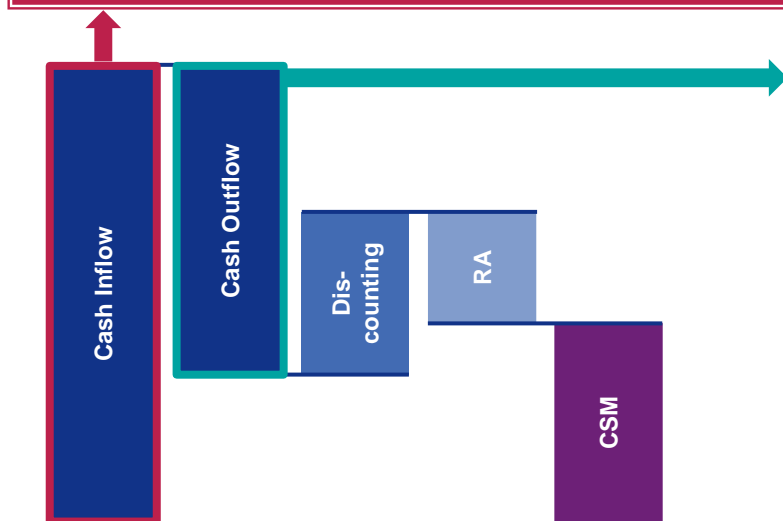 Cash Inflow
Cash Outflow
Dis-
counting
RA
CSM